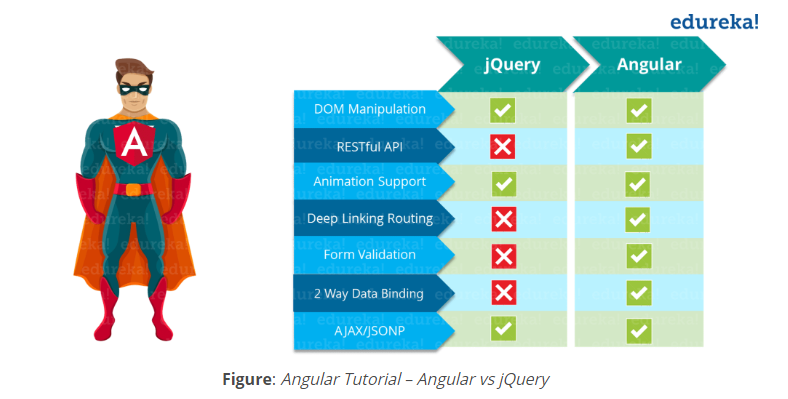 edureka!
jQuery Angular
DOM Manipulation
RESTful API
Animation Support
Deep Linking Routing
Form Validation
2 Way Data Binding
AJAX/JSONP
A
Figure: Angular Tutorial – Angular vs jQuery